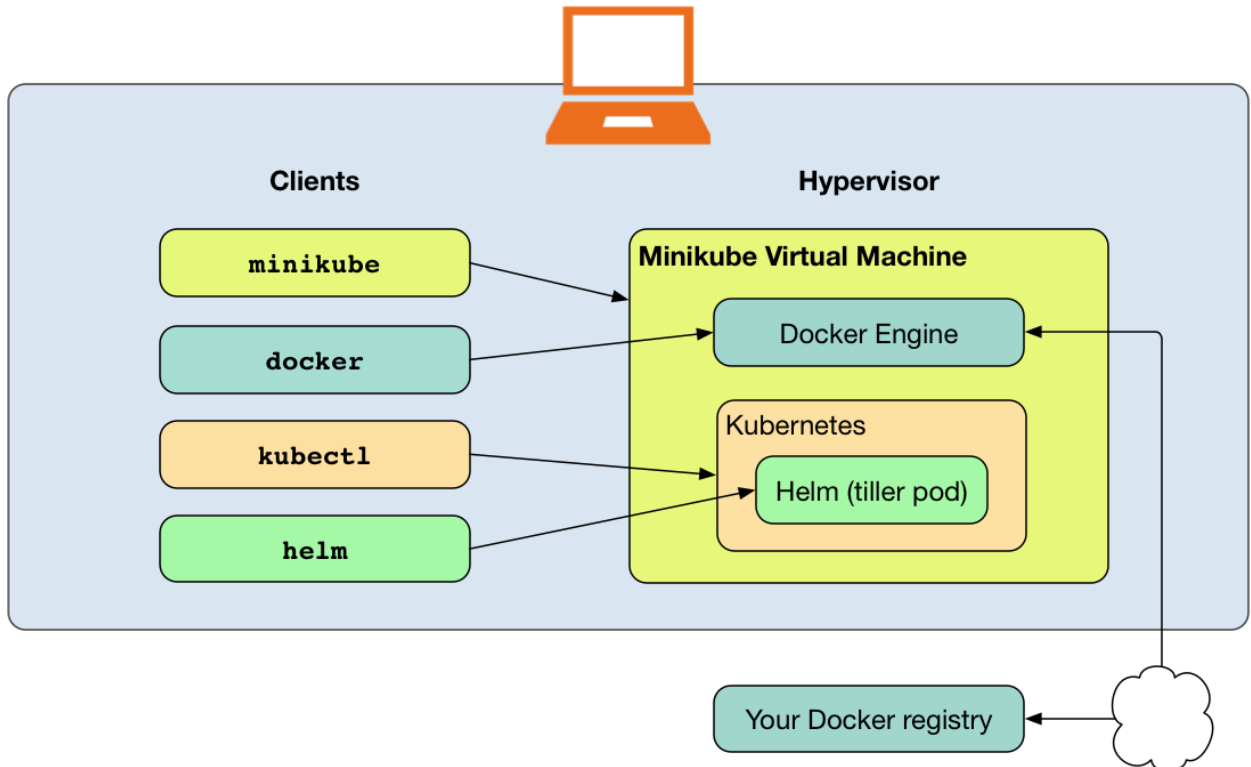 Clients
Hypervisor
minikube
docker
kubectl
helm
Minikube Virtual Machine
Docker Engine
Kubernetes
Helm (tiller pod)
Your Docker registry